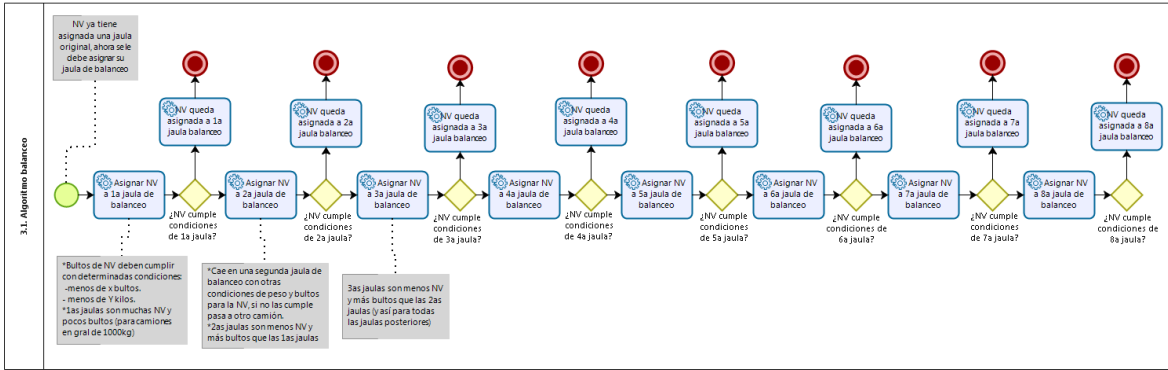 3.1. Algoritmo balanceo
NV ya tiene
asignada una jaula
original, ahora se le
debe asignar su
jaula de balanceo
NV queda
asignada a 1a
jaula balanceo
NV queda
asignada a 2a
jaula balanceo
NV queda
asignada a 3a
jaula balanceo
NV queda
asignada a 4a
jaula balanceo
NV queda
asignada a 5a
jaula balanceo
NV queda
asignada a 6a
jaula balanceo
NV queda
asignada a 7a
jaula balanceo
NV queda
asignada a 8a
jaula balanceo
Asignar NV
a 1a jaula de
balanceo
¿NV cumple
condiciones
de 1a jaula?
Asignar NV
a 2a jaula de
balanceo
¿NV cumple
condiciones
de 2a jaula?
Asignar NV
a 3a jaula de
balanceo
¿NV cumple
condiciones
de 3a jaula?
Asignar NV
a 4a jaula de
balanceo
¿NV cumple
condiciones
de 4a jaula?
Asignar NV
a 5a jaula de
balanceo
¿NV cumple
condiciones
de 5a jaula?
Asignar NV
a 6a jaula de
balanceo
¿NV cumple
condiciones de
6a jaula?
Asignar NV
a 7a jaula de
balanceo
¿NV cumple
condiciones
de 7a jaula?
Asignar NV
a 8a jaula de
balanceo
¿NV cumple
condiciones de
8a jaula?
*Bultos de NV deben cumplir
con determinadas condiciones:
-menos de x bultos.
- menos de Y kilos.
*1as jaulas son muchas NV y
pocos bultos (para camiones
en gral de 1000kg)
*Cae en una segunda jaula de
balanceo con otras
condiciones de peso y bultos
para la NV, si no las cumple
pasa a otro camión.
*2as jaulas son menos NV y
más bultos que las 1as jaulas
3as jaulas son menos NV
y más bultos que las 2as
jaulas (y así para todas
las jaulas posteriores)